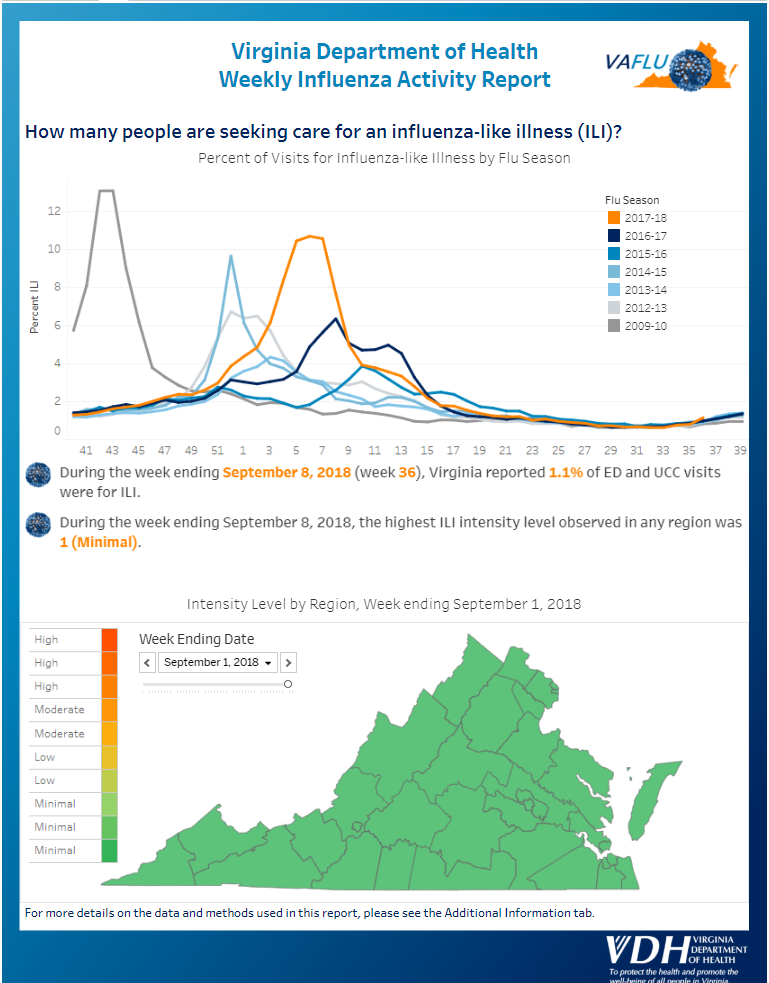 Virginia Department of Health
Weekly Influenza Activity Report
VAFLU
How many people are seeking care for an influenza-like illness (ILI)?
Percent of Visits for Influenza-like Illness by Flu Season
Percent ILI
12
10
8
6
4
2
0
Flu Season
2017-18
2016-17
2015-16
2014-15
2013-14
2012-13
2009-10
41 43 45 47 49 51 1 3 5 7 9 11 13 15 17 19 21 23 25 27 29 31 33 35 37 39
During the week ending September 8, 2018 (week 36), Virginia reported 1.1% of ED and UCC visits
were for ILI.
During the week ending September 8, 2018, the highest ILI intensity level observed in any region was
1 (Minimal).
Intensity Level by Region, Week ending September 1, 2018
High
High
High
Moderate
Moderate
Low
Low
Minimal
Minimal
Minimal
Week Ending Date
September 1, 2018
For more details on the data and methods used in this report, please see the Additional Information tab.
VDH VIRGINIA
DEPARTMENT
OF HEALTH
To protect the health and promote the
well-being of all people in Virginia.